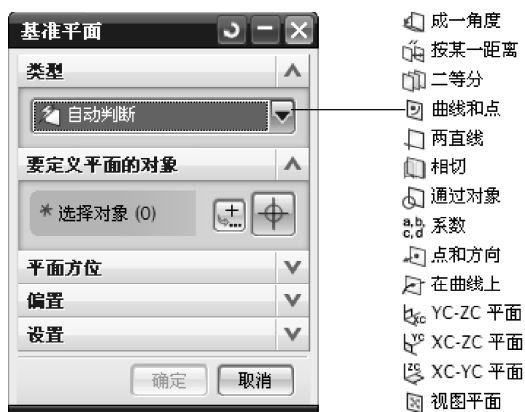 基准平面
类型
自动判断
要定义平面的对象
* 选择对象 (0)
平面方位
偏置
设置
确定 取消
成一角度
按某一距离
二等分
曲线和点
两直线
相切
通过对象
a,b,c,d 系数
点和方向
在曲线上
YC-ZC 平面
XC-ZC 平面
XC-YC 平面
视图平面